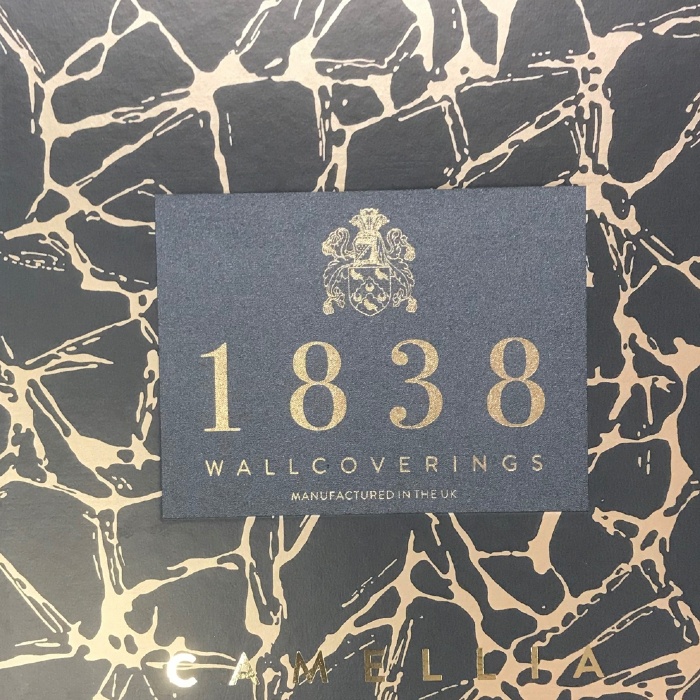 1838
WALLCOVERINGS
MANUFACTURED IN THE UK
CAMELLIA